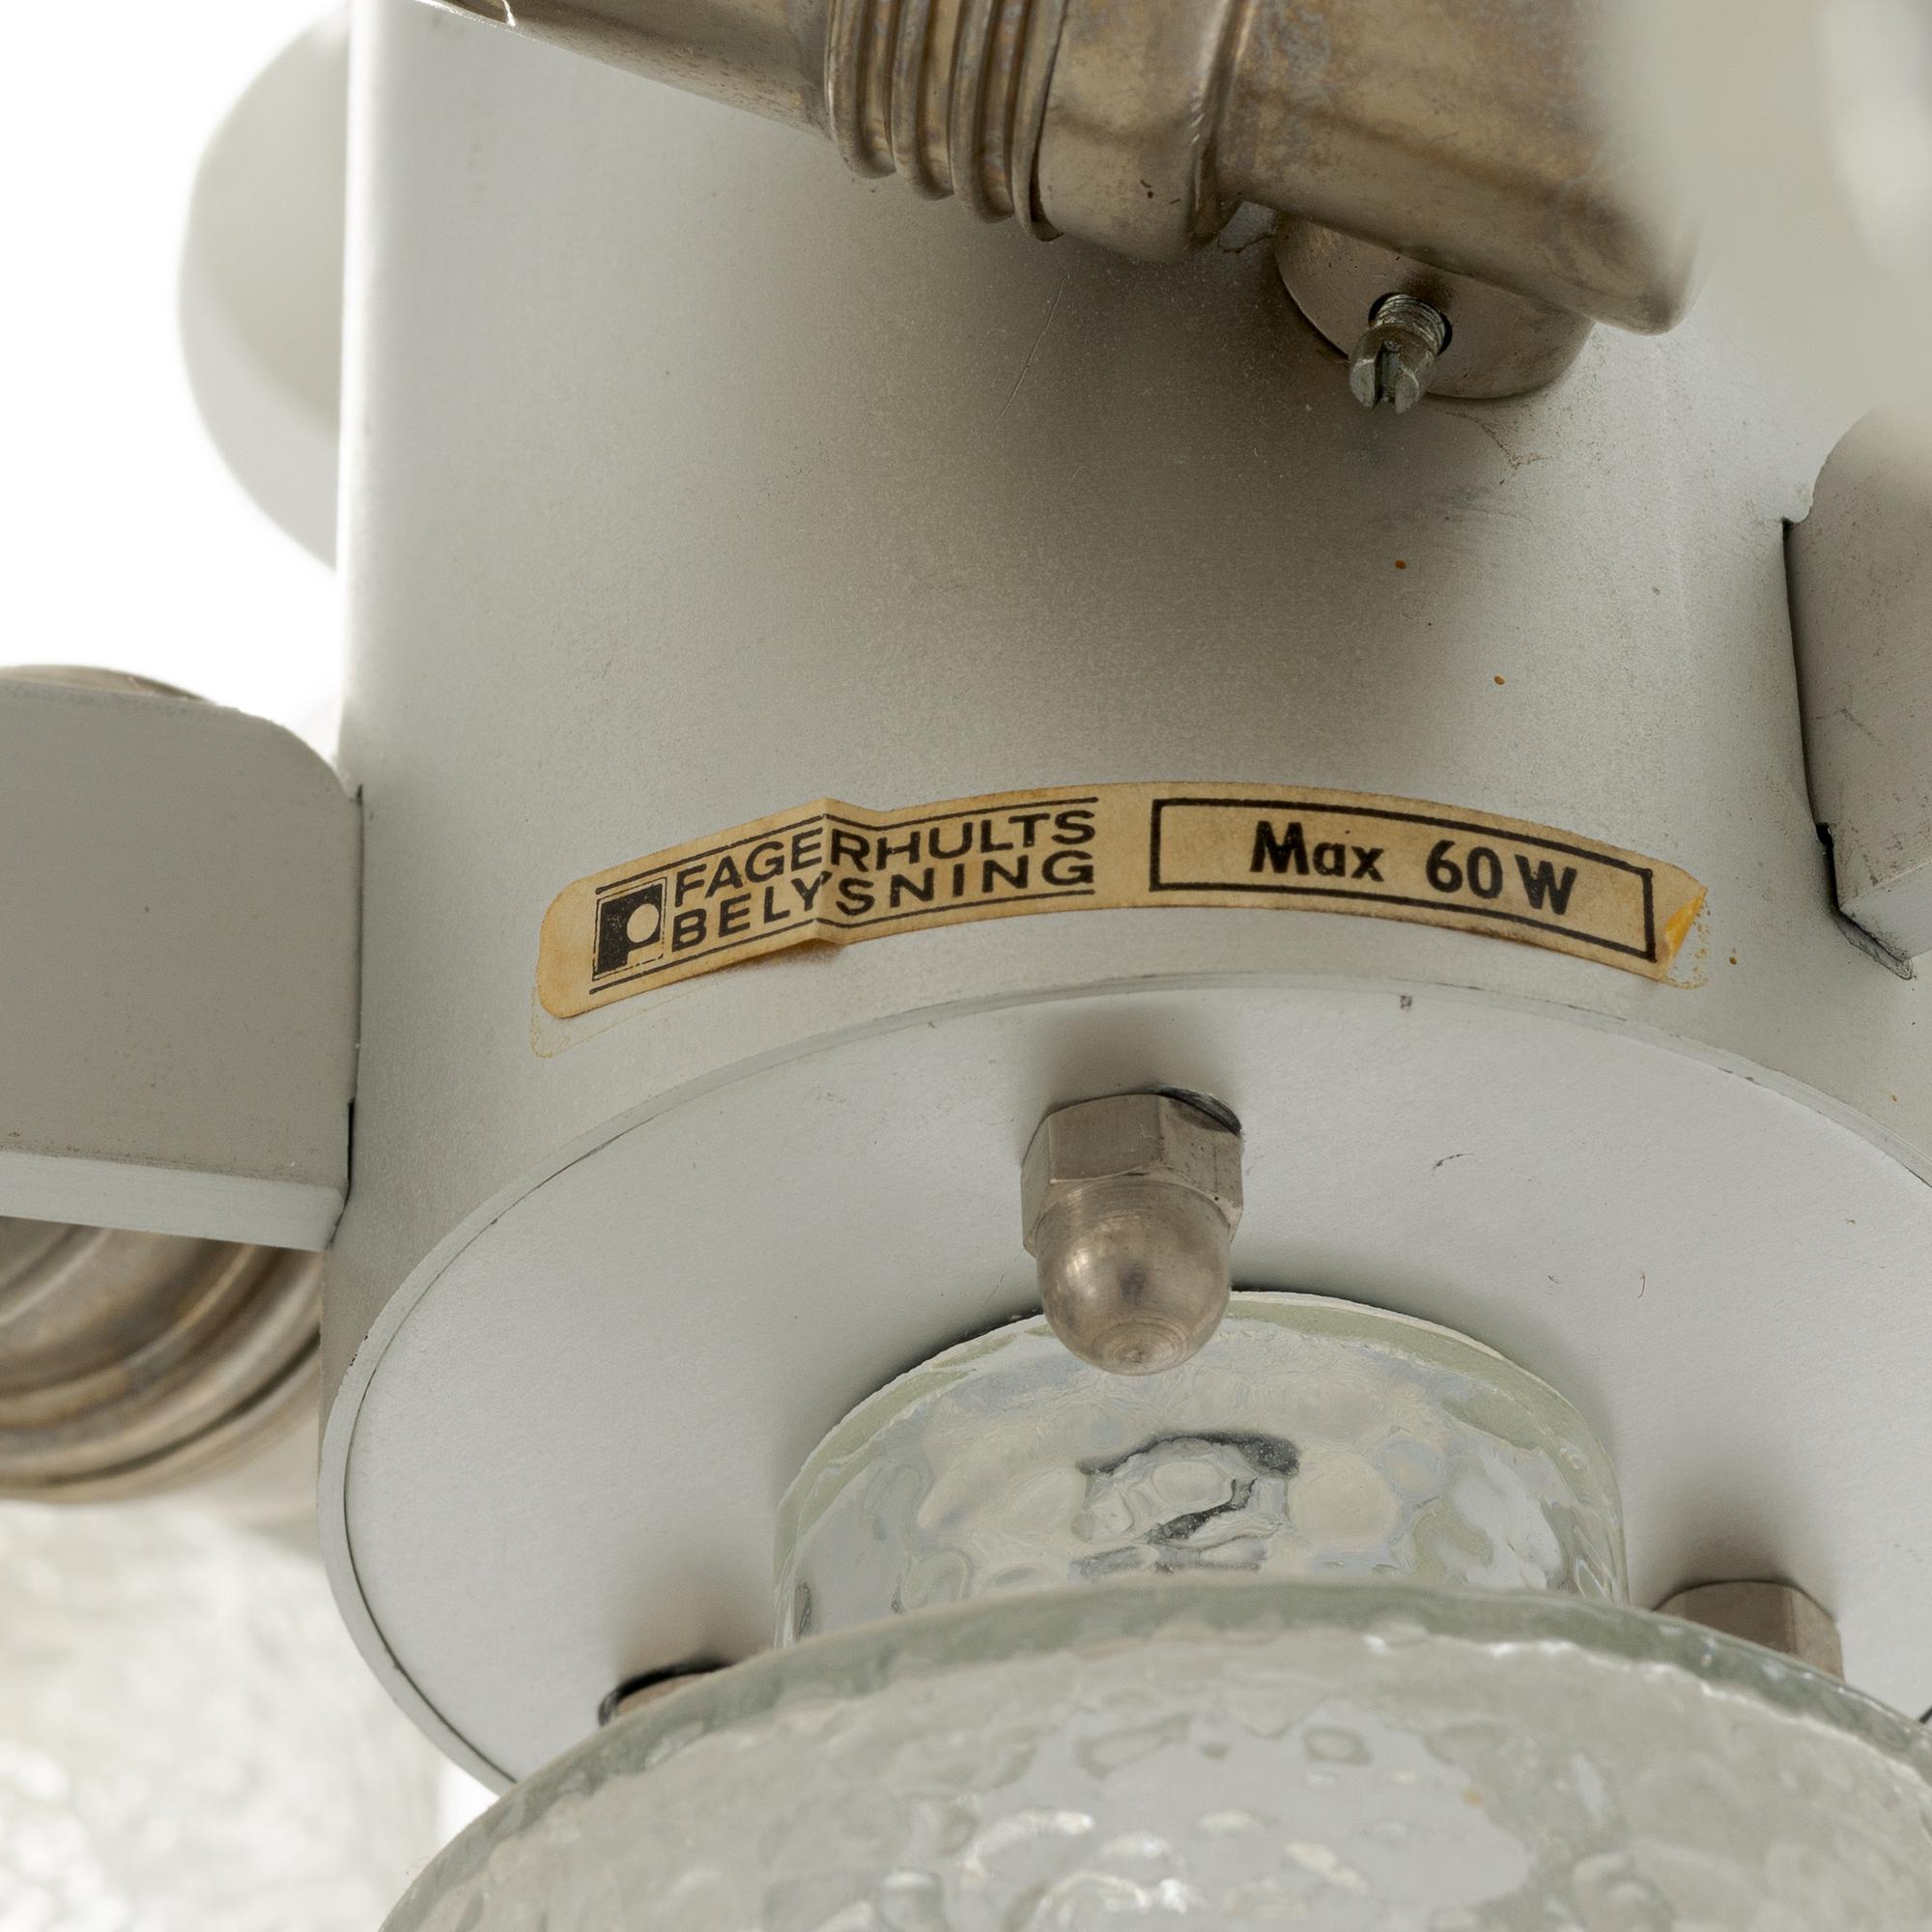 FAGERHULTS
BELYSNING
Max 60W